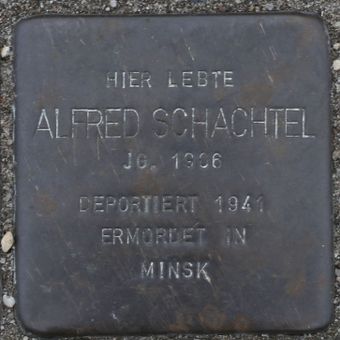 HIER LEBTE
ALFRED SCHACHTEL
JG. 1906
DEPORTIERT 1941
ERMORDET IN
MINSK